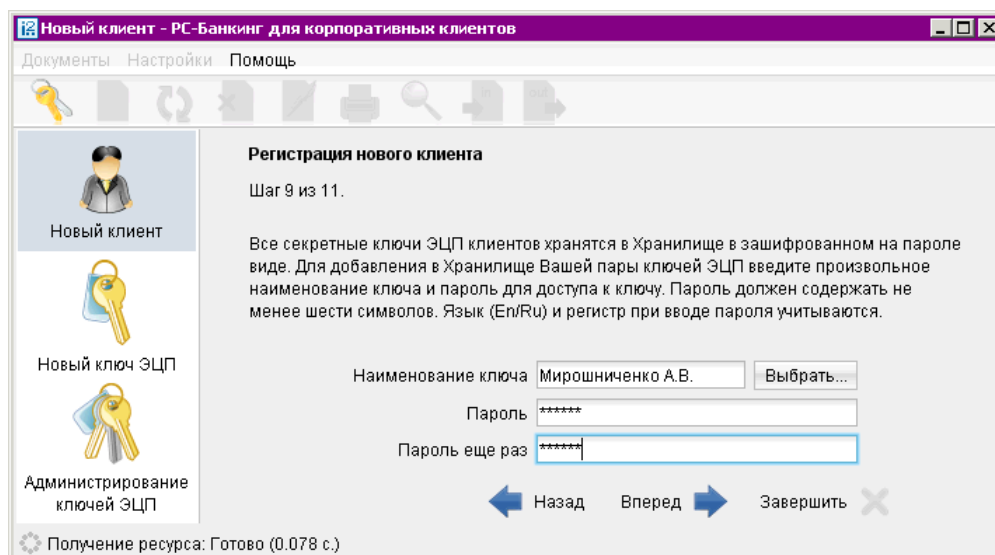 Новый клиент - РС-Банкинг для корпоративных клиентов
Документы Настройки Помощь
in out
Новый клиент
Новый ключ ЭЦП
Администрирование
ключей ЭЦП
Регистрация нового клиента
Шаг 9 из 11.
Все секретные ключи ЭЦП клиентов хранятся в Хранилище в зашифрованном на пароле
виде. Для добавления в Хранилище Вашей пары ключей ЭЦП введите произвольное
наименование ключа и пароль для доступа к ключу. Пароль должен содержать не
менее шести символов. Язык (En/Ru) и регистр при вводе пароля учитываются.
Наименование ключа Мирошниченко А.В. Выбрать...
Пароль ******
Пароль еще раз ******
Назад Вперед Завершить
Получение ресурса: Готово (0.078 с.)